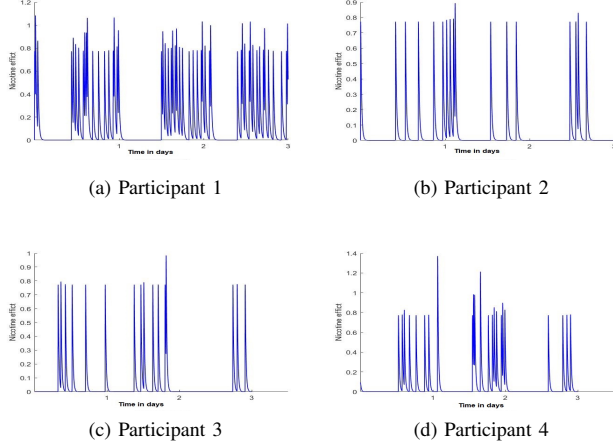 1.2
1
0.8
0.6
0.4
0.2
0
Nicotine effict
1 2 3
Time in days
(a) Participant 1
0.9
0.8
0.7
0.6
0.5
0.4
0.3
0.2
0.1
0
Nicotine effict
1 2 3
Time in days
(b) Participant 2
1
0.9
0.8
0.7
0.6
0.5
0.4
0.3
0.2
0.1
0
Nicotine effict
1 2 3
Time in days
(c) Participant 3
1.4
1.2
1
0.8
0.6
0.4
0.2
0
Nicotine effict
1 2 3
Time in days
(d) Participant 4